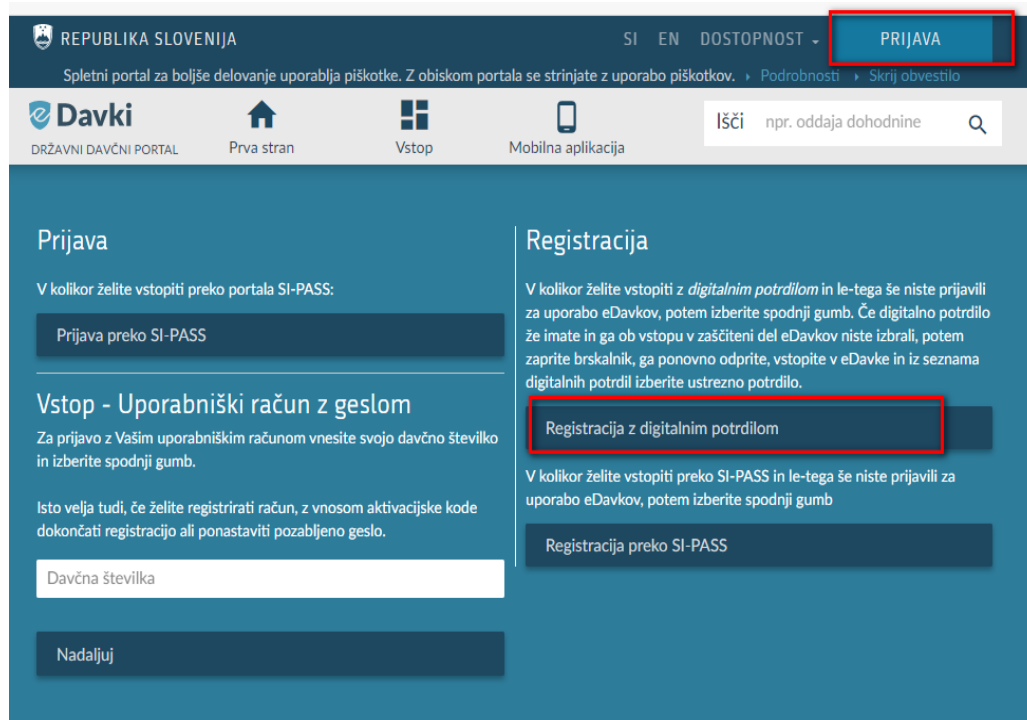 REPUBLIKA SLOVENIJA
SI EN DOSTOPNOST PRIJAVA
Spletni portal za boljše delovanje uporablja piškotke. Z obiskom portala se strinjate z uporabo piškotkov. Podrobnosti Skrij obvestilo
eDavki
DRŽAVNI DAVČNI PORTAL
Prva stran
Vstop
Mobilna aplikacija
Išči npr. oddaja dohodnine
Prijava
V kolikor želite vstopiti preko portala SI-PASS:
Prijava preko SI-PASS
Vstop - Uporabniški račun z geslom
Za prijavo z Vašim uporabniškim računom vnesite svojo davčno številko
in izberite spodnji gumb.
Isto velja tudi, če želite registrirati račun, z vnosom aktivacijske kode
dokončati registracijo ali ponastaviti pozabljeno geslo.
Davčna številka
Nadaljuj
Registracija
V kolikor želite vstopiti z digitalnim potrdilom in le-tega še niste prijavili
za uporabo eDavkov, potem izberite spodnji gumb. Če digitalno potrdilo
že imate in ga ob vstopu v zaščiteni del eDavkov niste izbrali, potem
zaprite brskalnik, ga ponovno odprite, vstopite v eDavke in iz seznama
digitalnih potrdil izberite ustrezno potrdilo.
Registracija z digitalnim potrdilom
V kolikor želite vstopiti preko SI-PASS in le-tega še niste prijavili za
uporabo eDavkov, potem izberite spodnji gumb
Registracija preko SI-PASS